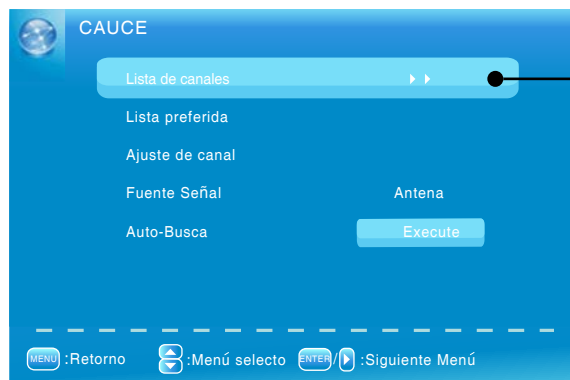 CAUCE
Lista de canales
Lista preferida
Ajuste de canal
Fuente Señal Antena
Auto-Busca Execute
MENU :Retorno :Menú selecto ENTER / :Siguiente Menú